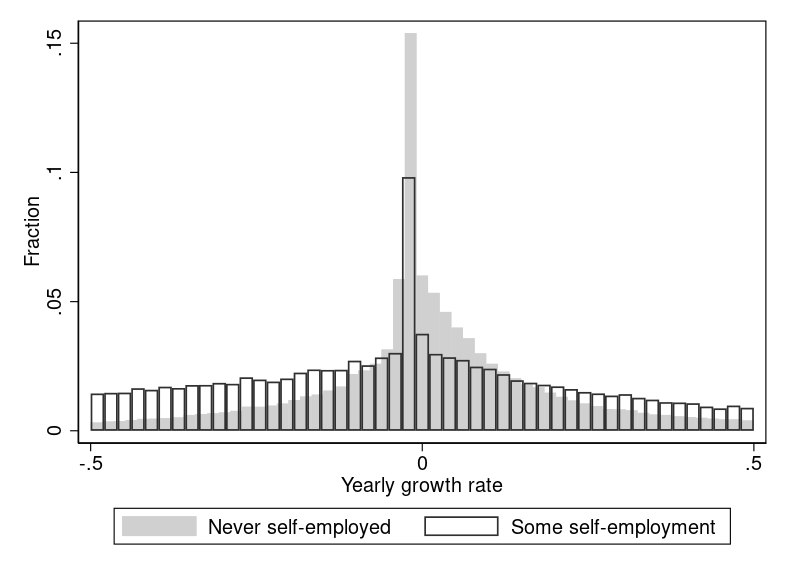 .15
.1
.05
0
Fraction
-.5
0
.5
Yearly growth rate
Never self-employed
Some self-employment